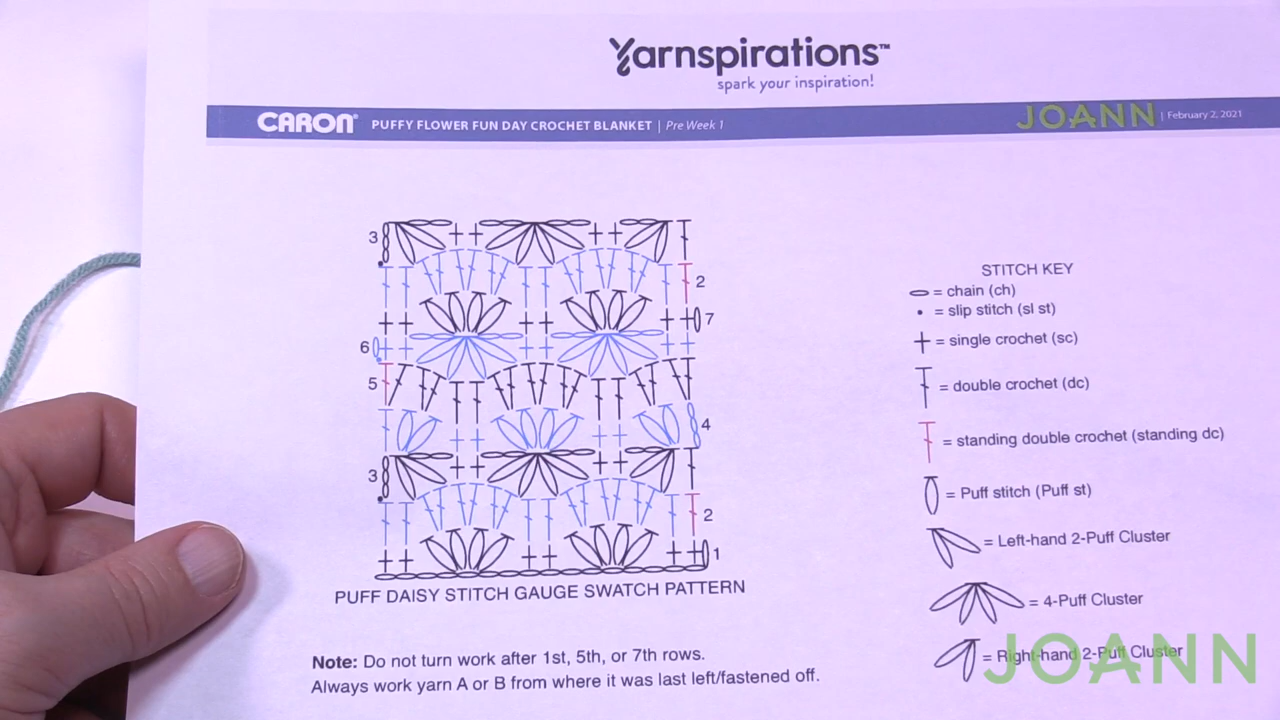 Yarnspirations™
spark your inspiration!
CARON® PUFFY FLOWER FUN DAY CROCHET BLANKET | Pre Week 1
JOANN | February 2, 2021
3
2
7
6
5
4
3
2
1
PUFF DAISY STITCH GAUGE SWATCH PATTERN
STITCH KEY
= chain (ch)
= slip stitch (sl st)
= single crochet (sc)
= double crochet (dc)
= standing double crochet (standing dc)
= Puff stitch (Puff st)
= Left-hand 2-Puff Cluster
= 4-Puff Cluster
= Right-hand 2-Puff Cluster
JOANN
Note: Do not turn work after 1st, 5th, or 7th rows.
Always work yarn A or B from where it was last left/fastened off.